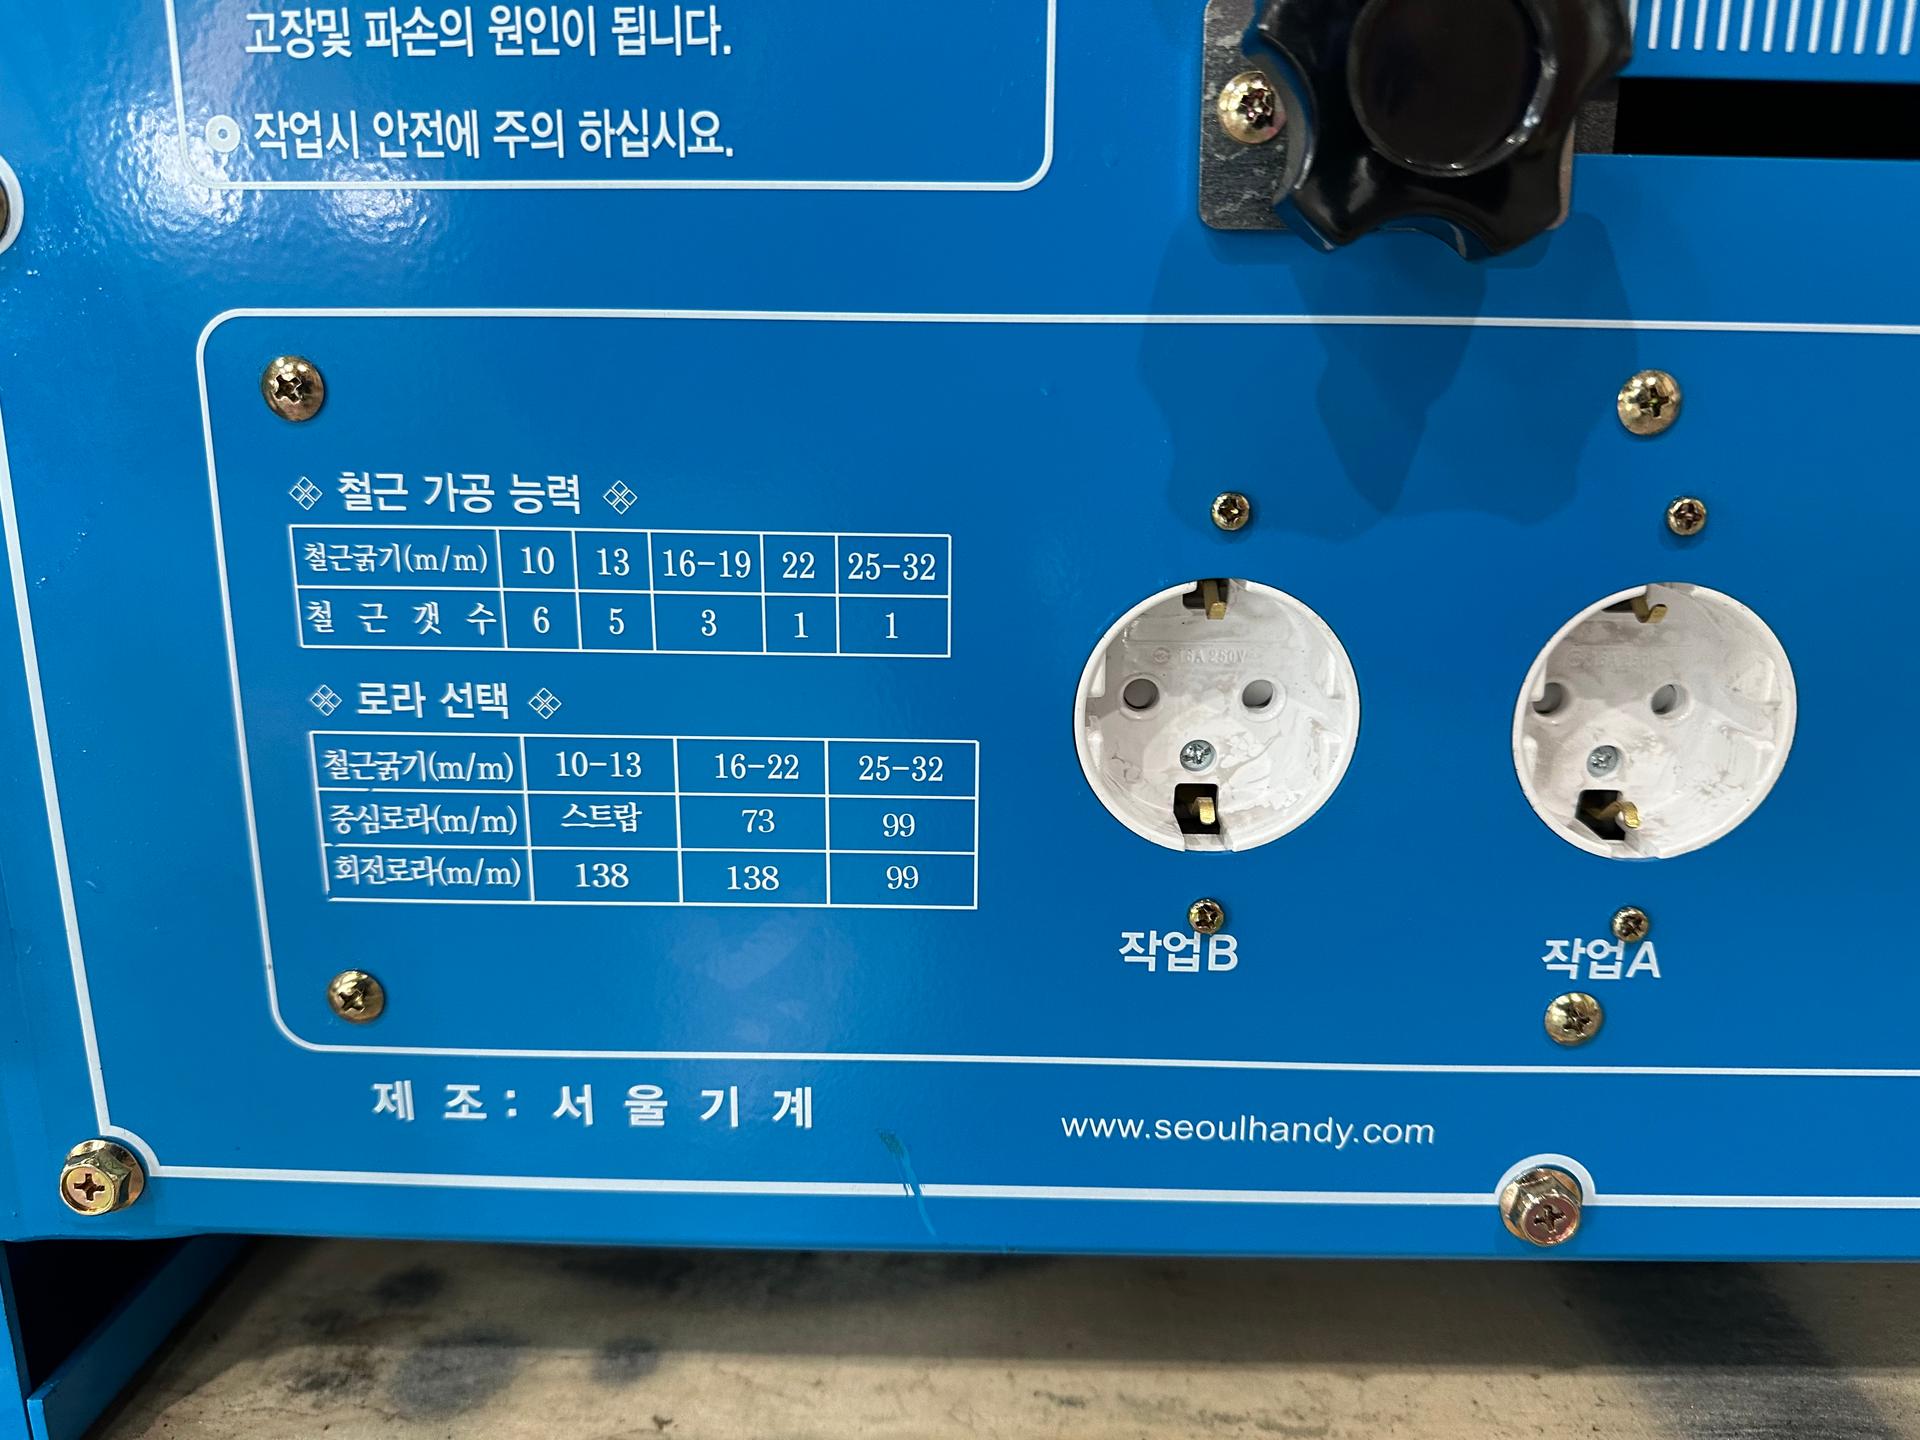 고장및 파손의 원인이 됩니다.
작업시 안전에 주의 하십시요.
철근 가공 능력
철근굵기(m/m) 10 13 16-19 22 25-32
철 근 갯 수 6 5 3 1 1
로라 선택
철근굵기(m/m) 10-13 16-22 25-32
중심로라(m/m) 스트랍 73 99
회전로라(m/m) 138 138 99
16A 250V~
작업B
작업A
제 조 : 서 울 기 계
www.seoulhandy.com